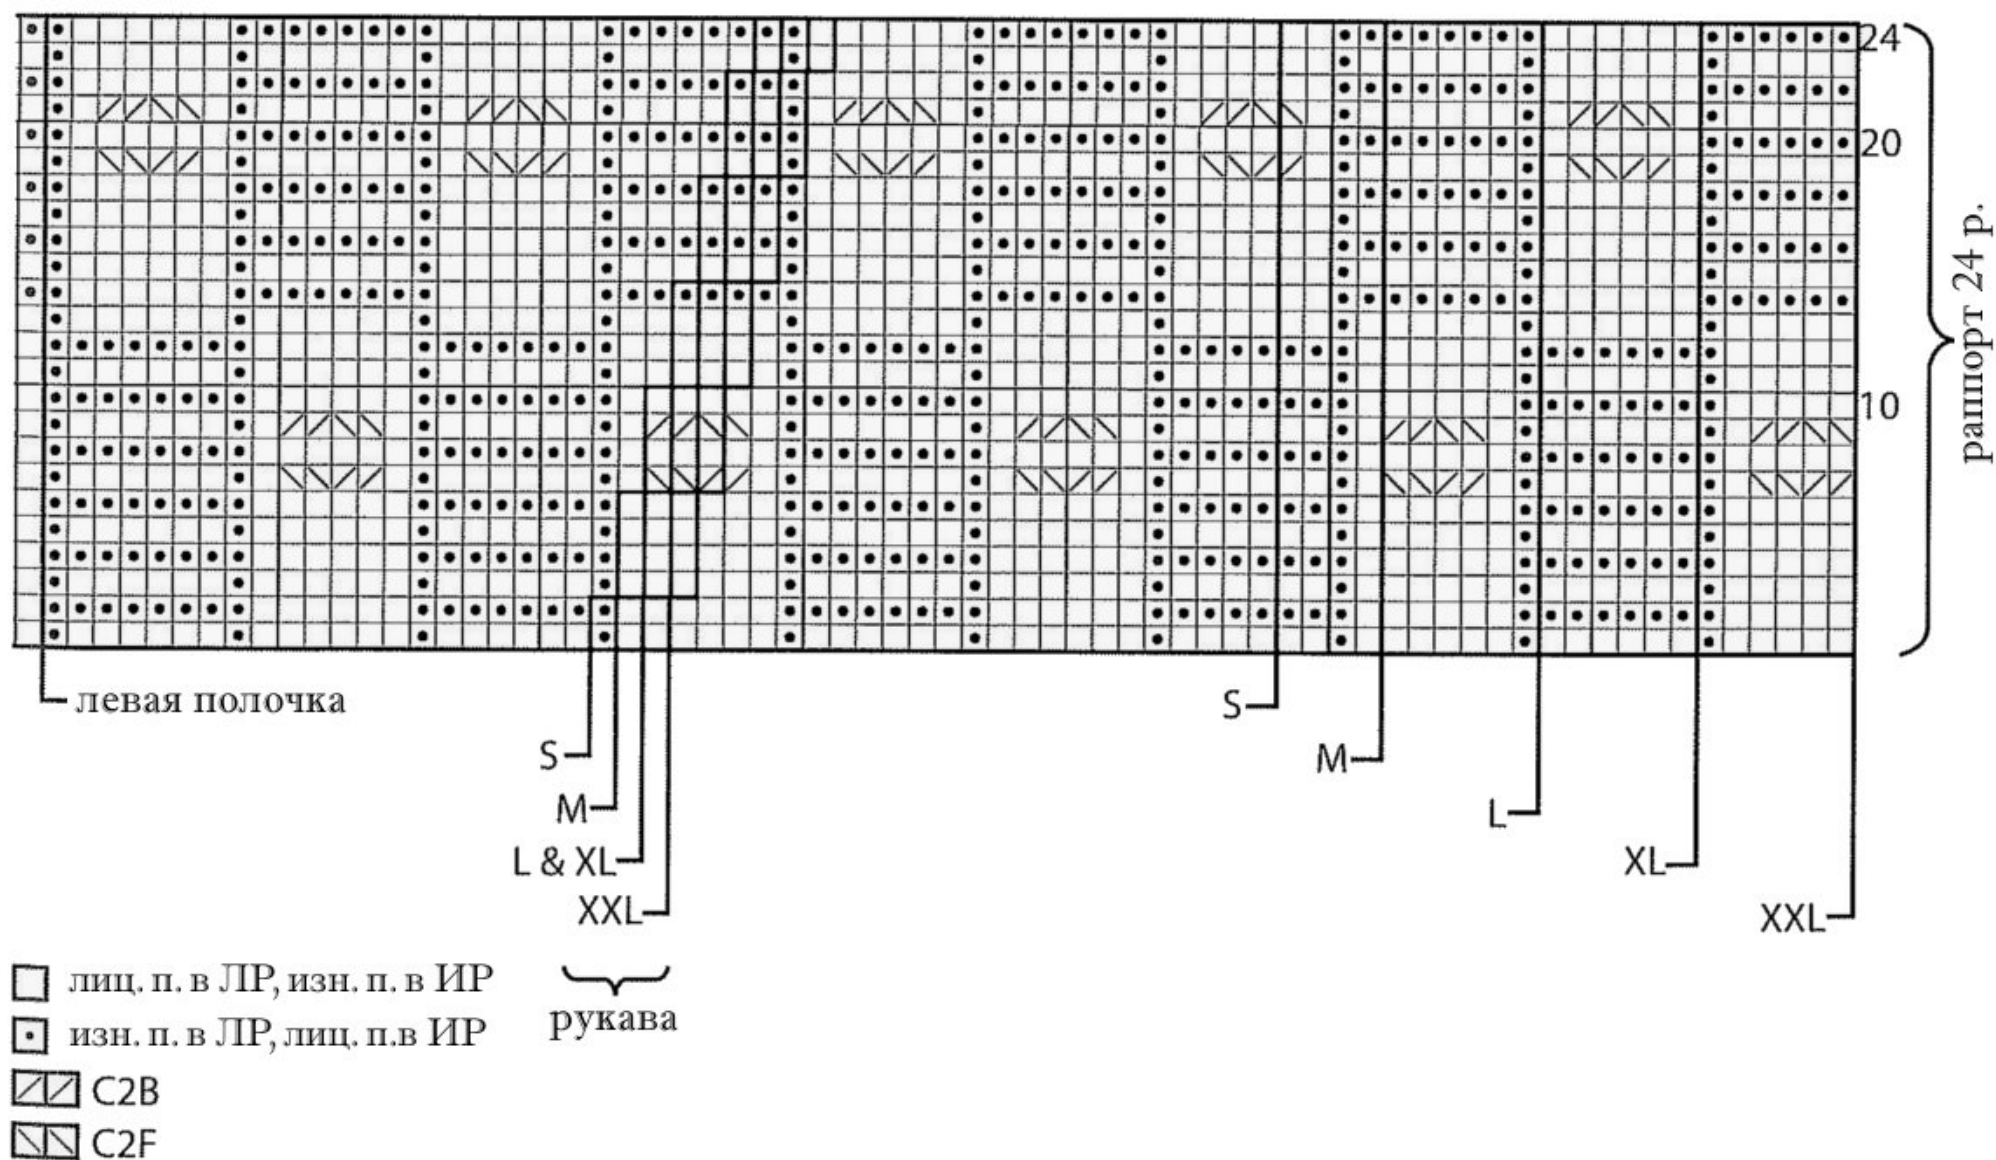 24
20
10
раппорт 24 р.
левая полочка
S
M
L & XL
XXL
рукава
S
M
L
XL
XXL
лиц. п. в ЛР, изн. п. в ИР
изн. п. в ЛР, лиц. п.в ИР
C2B
C2F